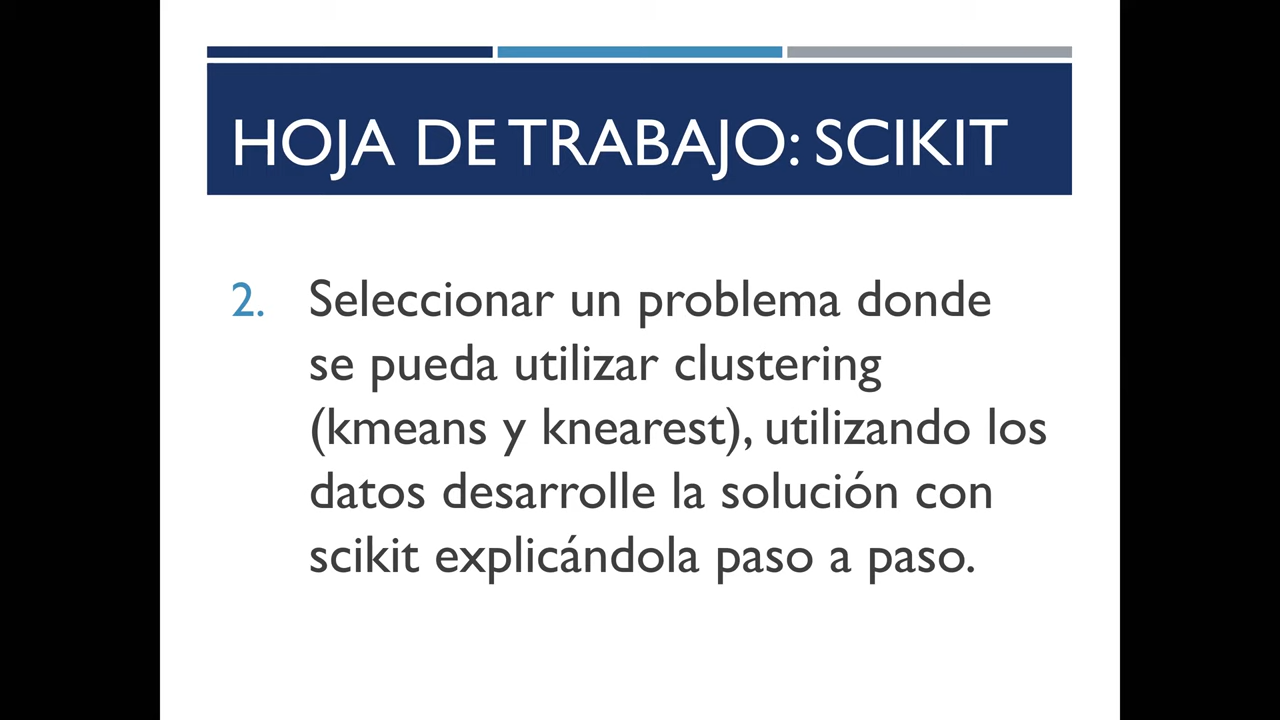 HOJA DE TRABAJO: SCIKIT
2. Seleccionar un problema donde
se pueda utilizar clustering
(kmeans y knearest), utilizando los
datos desarrolle la solución con
scikit explicándola paso a paso.